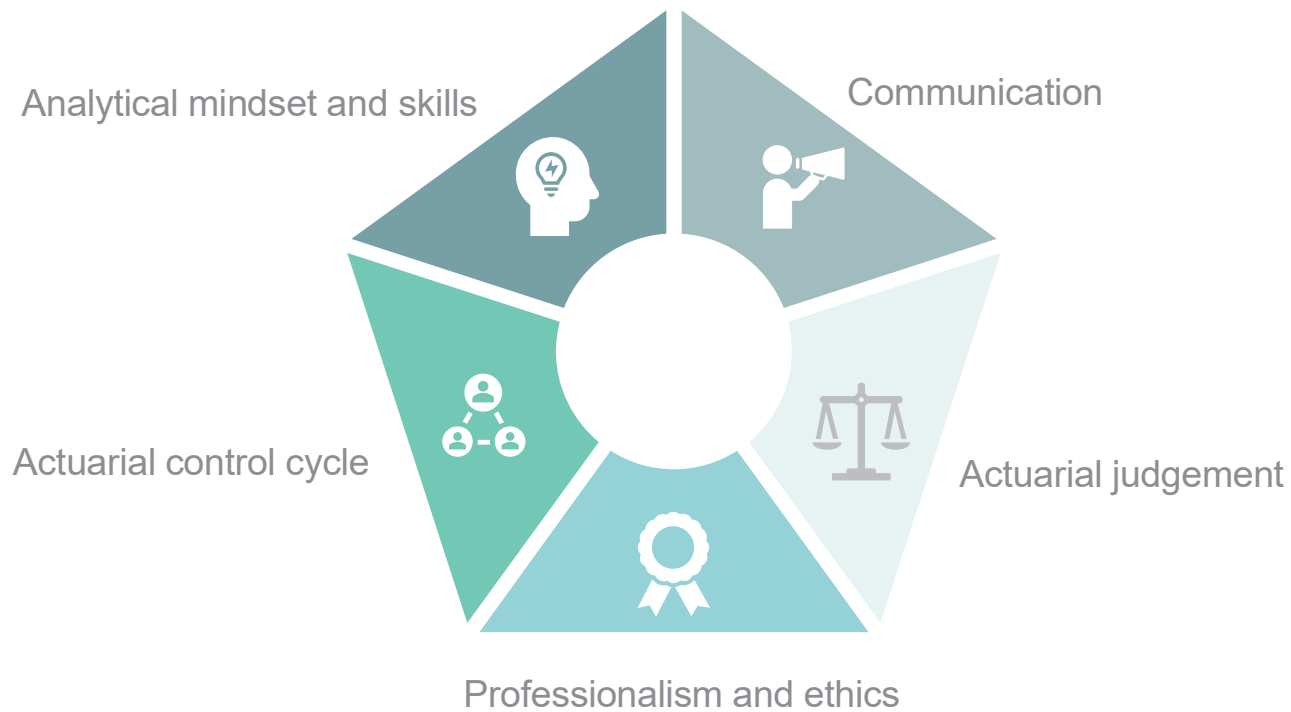 Analytical mindset and skills
Communication
Actuarial control cycle
Actuarial judgement
Professionalism and ethics